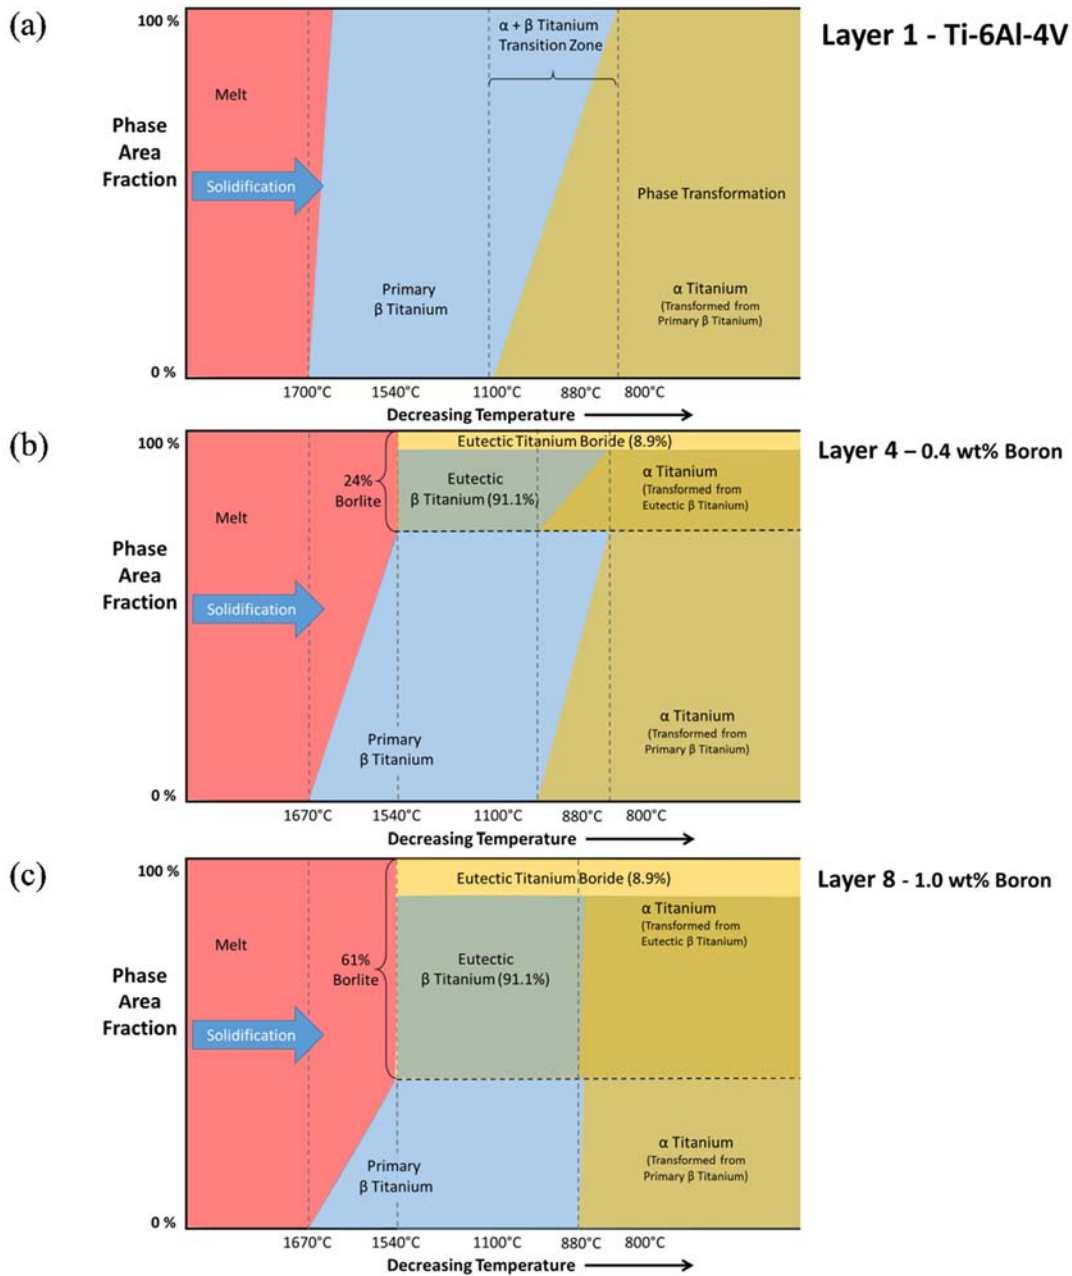 (a)
Layer 1 - Ti-6Al-4V
100 %
α + β Titanium
Transition Zone
Melt
Phase
Area
Fraction
Solidification
Phase Transformation
Primary
β Titanium
α Titanium
(Transformed from
Primary β Titanium)
0 %
1700°C 1540°C 1100°C 880°C 800°C
Decreasing Temperature
(b)
Layer 4 – 0.4 wt% Boron
100 %
Eutectic Titanium Boride (8.9%)
24%
Borlite
Eutectic
β Titanium (91.1%)
α Titanium
(Transformed from
Eutectic β Titanium)
Melt
Phase
Area
Fraction
Solidification
Primary
β Titanium
α Titanium
(Transformed from
Primary β Titanium)
0 %
1670°C 1540°C 1100°C 880°C 800°C
Decreasing Temperature
(c)
Layer 8 - 1.0 wt% Boron
100 %
Eutectic Titanium Boride (8.9%)
α Titanium
(Transformed from
Eutectic β Titanium)
Melt
61%
Borlite
Eutectic
β Titanium (91.1%)
Phase
Area
Fraction
Solidification
Primary
β Titanium
α Titanium
(Transformed from
Primary β Titanium)
0 %
1670°C 1540°C 1100°C 880°C 800°C
Decreasing Temperature